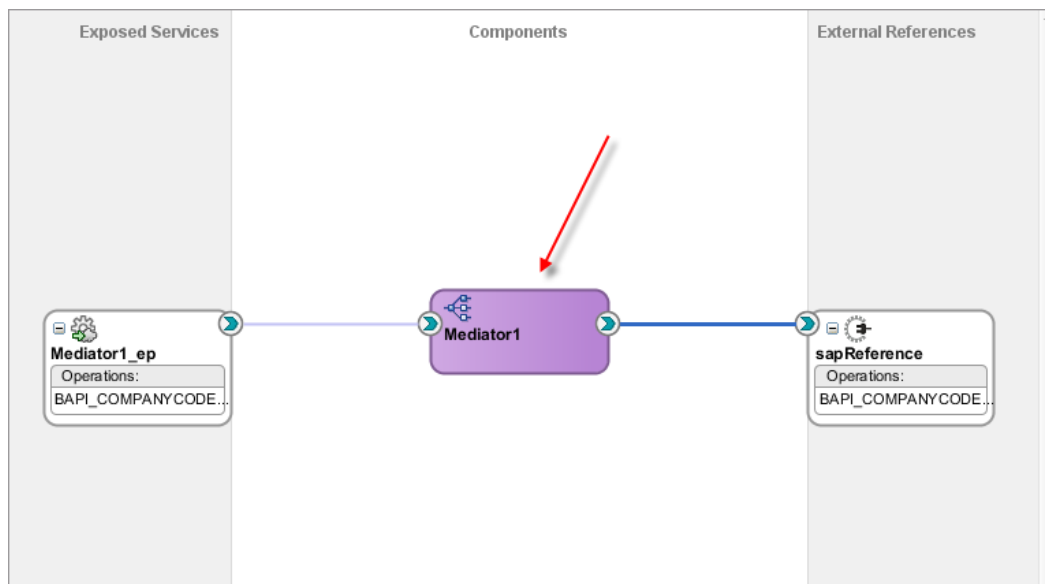 Exposed Services
Components
External References
Mediator1_ep
Operations:
BAPI_COMPANYCODE...
Mediator1
sapReference
Operations:
BAPI_COMPANYCODE...